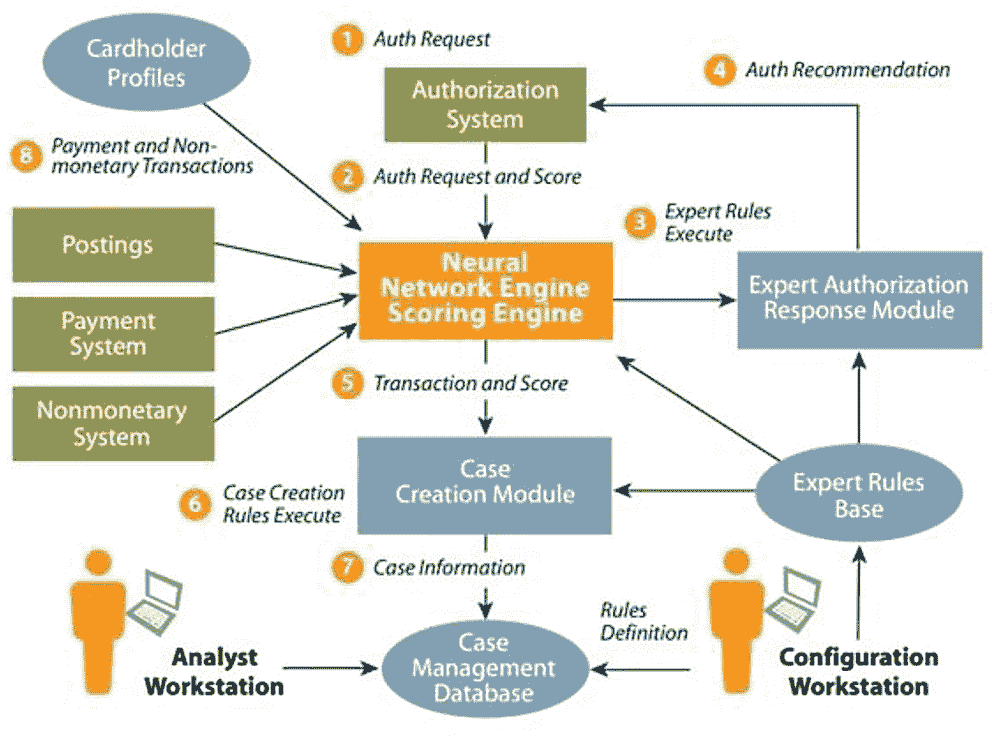 Cardholder
Profiles
1 Auth Request
4 Auth Recommendation
Authorization
System
8 Payment and Non-
monetary Transactions
2 Auth Request and Score
3 Expert Rules
Execute
Postings
Neural
Network Engine
Scoring Engine
Expert Authorization
Response Module
Payment
System
5 Transaction and Score
Nonmonetary
System
Case
Creation Module
Expert Rules
Base
6 Case Creation
Rules Execute
7 Case Information
Rules
Definition
Analyst
Workstation
Case
Management
Database
Configuration
Workstation